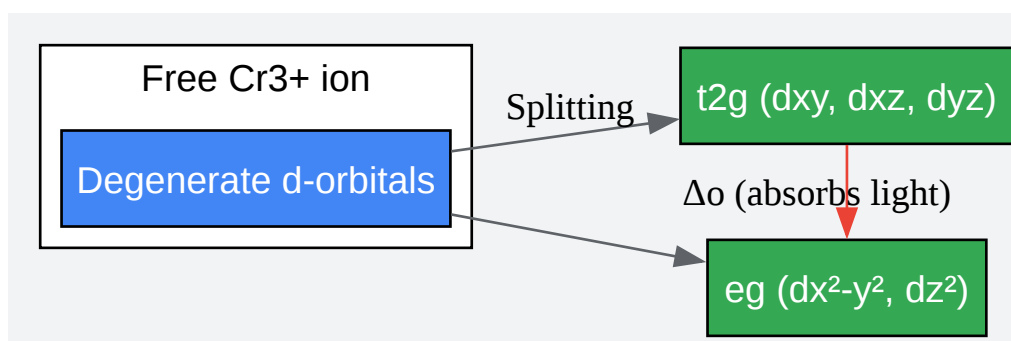 Free Cr3+ ion
Degenerate d-orbitals
Splitting
t2g (dxy, dxz, dyz)
Δo (absorbs light)
eg (dx²-y², dz²)